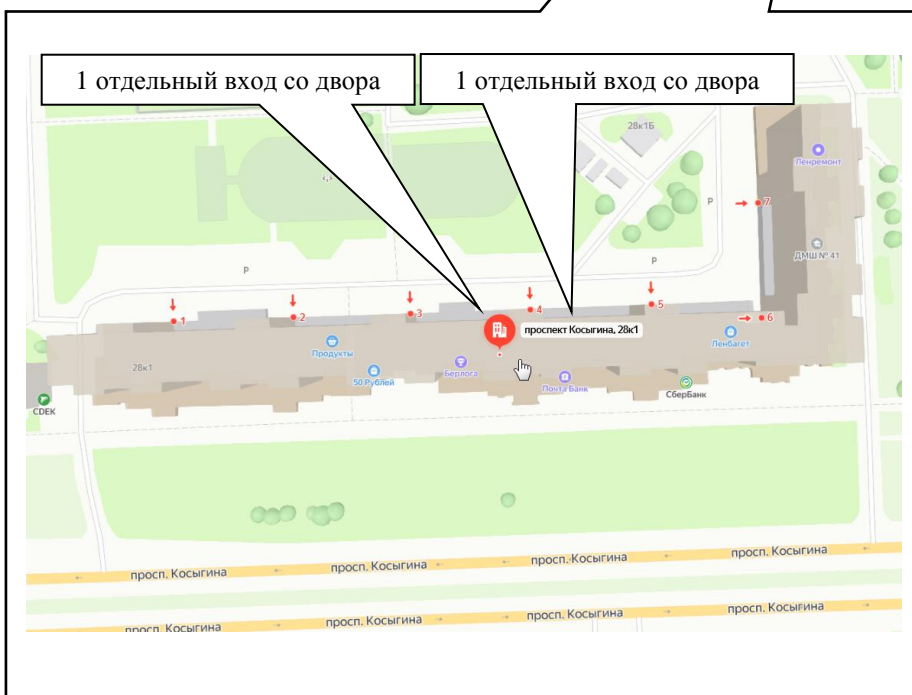 1 отдельный вход со двора
1 отдельный вход со двора
28к1Б
Ленремонт
P
7
ДМШ № 41
P
P
1
2
3
4
5
6
проспект Косыгина, 28к1
Ленбагет
Продукты
28к1
50 Рублей
Берлога
Почта Банк
СберБанк
CDEK
просп. Косыгина
просп. Косыгина
просп. Косыгина
просп. Косыгина
просп. Косыгина
просп. Косыгина
просп. Косыгина
просп. Косыгина